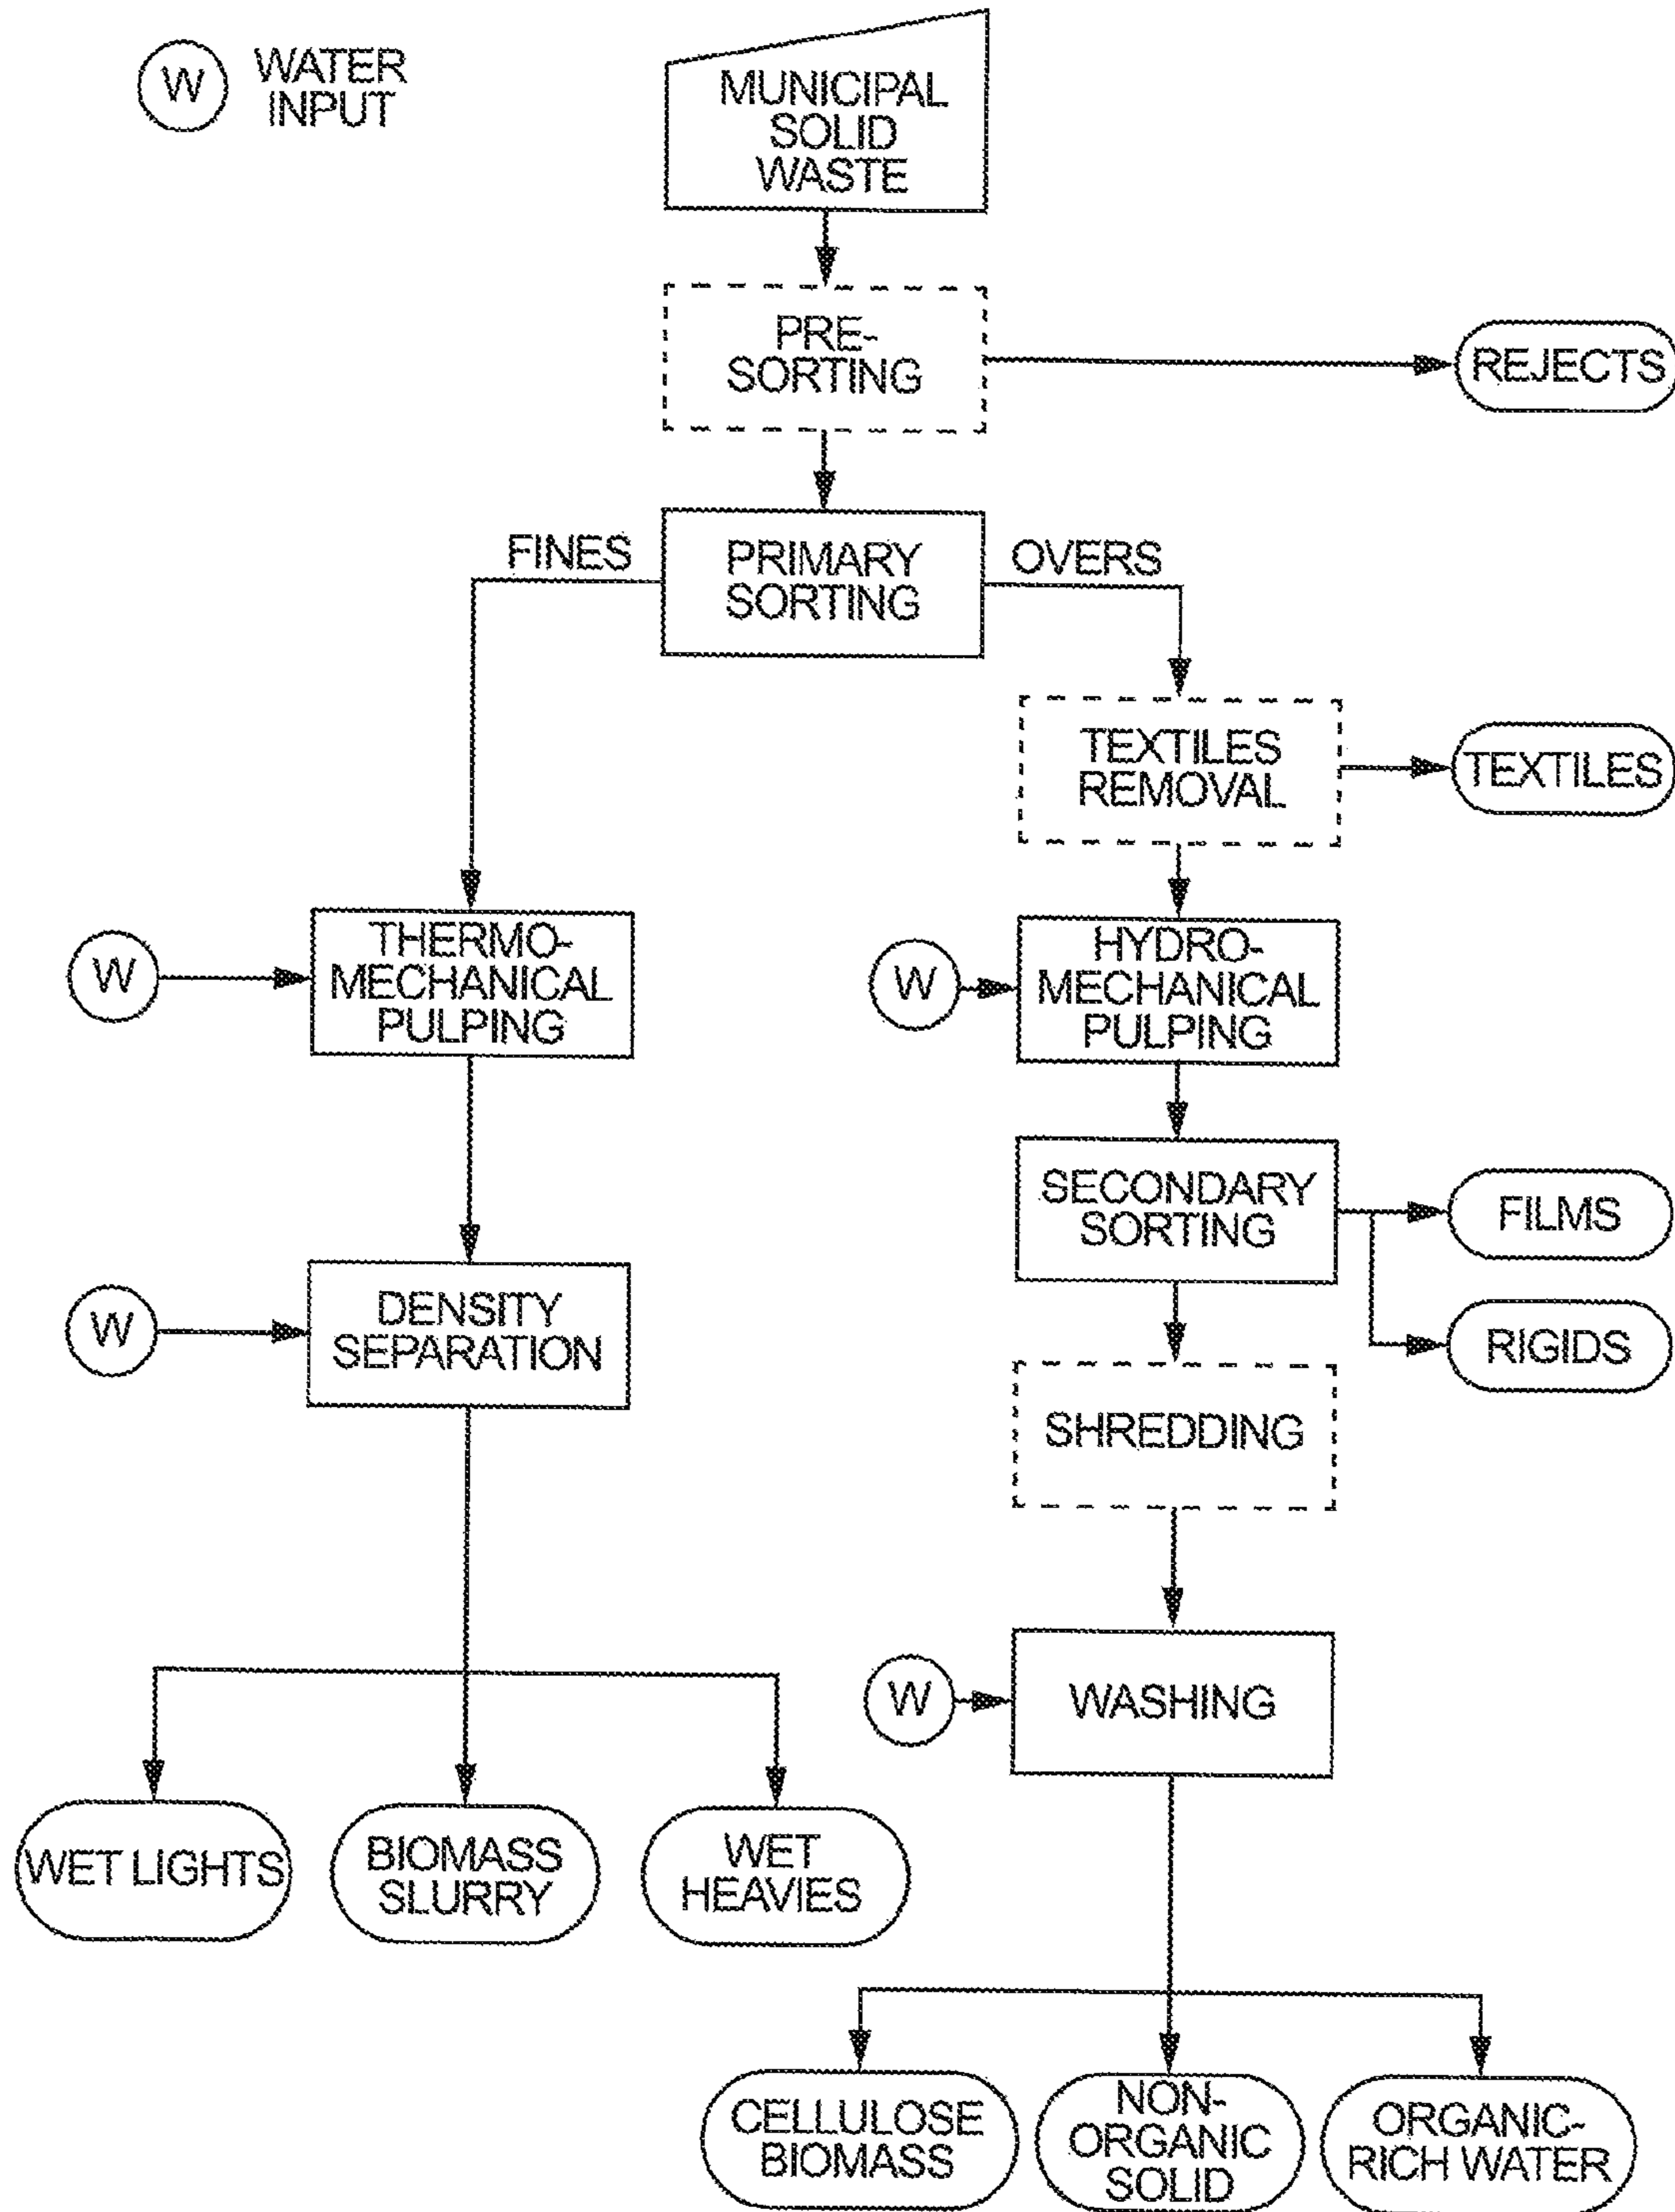 W
WATER
INPUT
MUNICIPAL
SOLID
WASTE
PRE-
SORTING
REJECTS
FINES
PRIMARY
SORTING
OVERS
TEXTILES
REMOVAL
TEXTILES
W
THERMO-
MECHANICAL
PULPING
W
HYDRO-
MECHANICAL
PULPING
SECONDARY
SORTING
FILMS
RIGIDS
W
DENSITY
SEPARATION
SHREDDING
W
WASHING
WET LIGHTS
BIOMASS
SLURRY
WET
HEAVIES
CELLULOSE
BIOMASS
NON-
ORGANIC
SOLID
ORGANIC-
RICH WATER